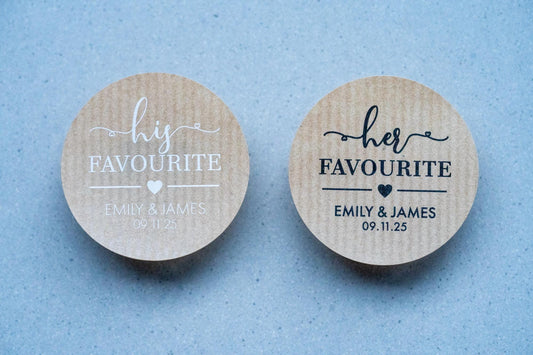 his
FAVOURITE
EMILY & JAMES
09.11.25
her
FAVOURITE
EMILY & JAMES
09.11.25